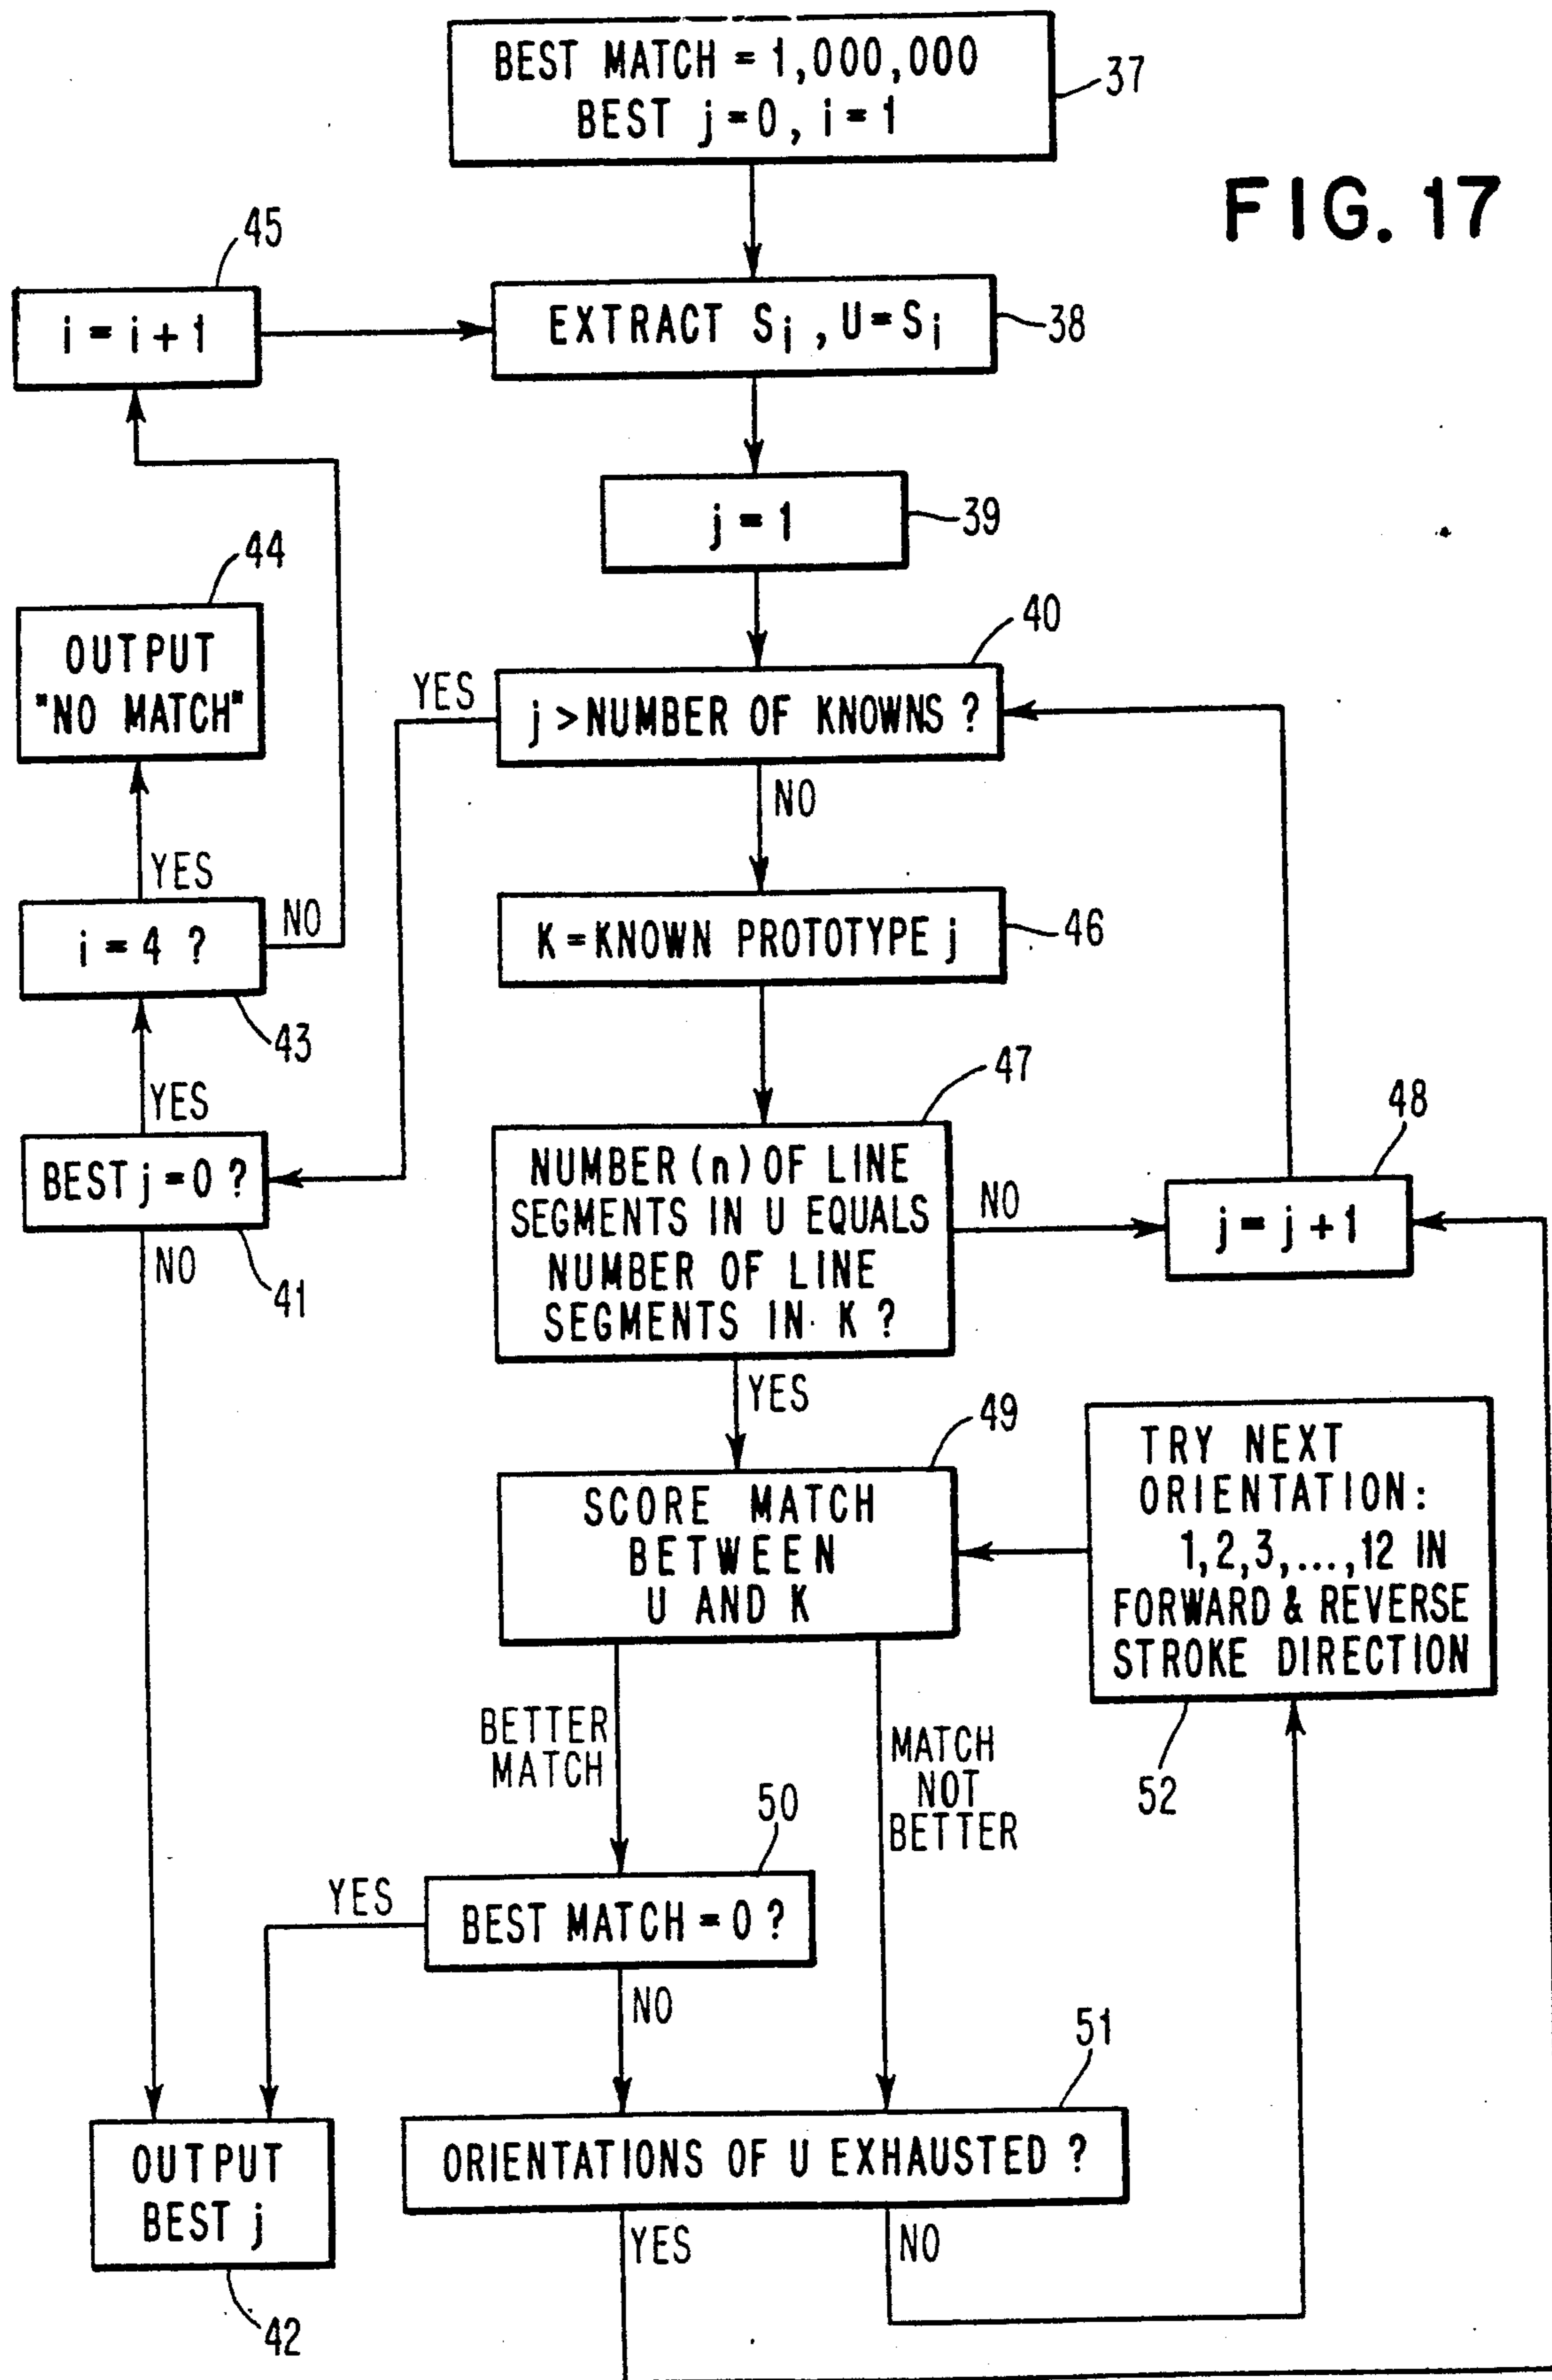 BEST MATCH = 1,000,000
BEST j = 0, i = 1
37
FIG. 17
45
i = i + 1
EXTRACT Si, U = Si
38
j = 1
39
44
OUTPUT
"NO MATCH"
40
YES
j > NUMBER OF KNOWNS ?
NO
YES
i = 4 ?
NO
43
K = KNOWN PROTOTYPE j
46
47
YES
BEST j = 0 ?
NO
41
NUMBER (n) OF LINE
SEGMENTS IN U EQUALS
NUMBER OF LINE
SEGMENTS IN K ?
NO
48
j = j + 1
YES
49
SCORE MATCH
BETWEEN
U AND K
TRY NEXT
ORIENTATION:
1,2,3,...,12 IN
FORWARD & REVERSE
STROKE DIRECTION
52
BETTER
MATCH
MATCH
NOT
BETTER
50
YES
BEST MATCH = 0 ?
NO
51
ORIENTATIONS OF U EXHAUSTED ?
YES
NO
OUTPUT
BEST j
42